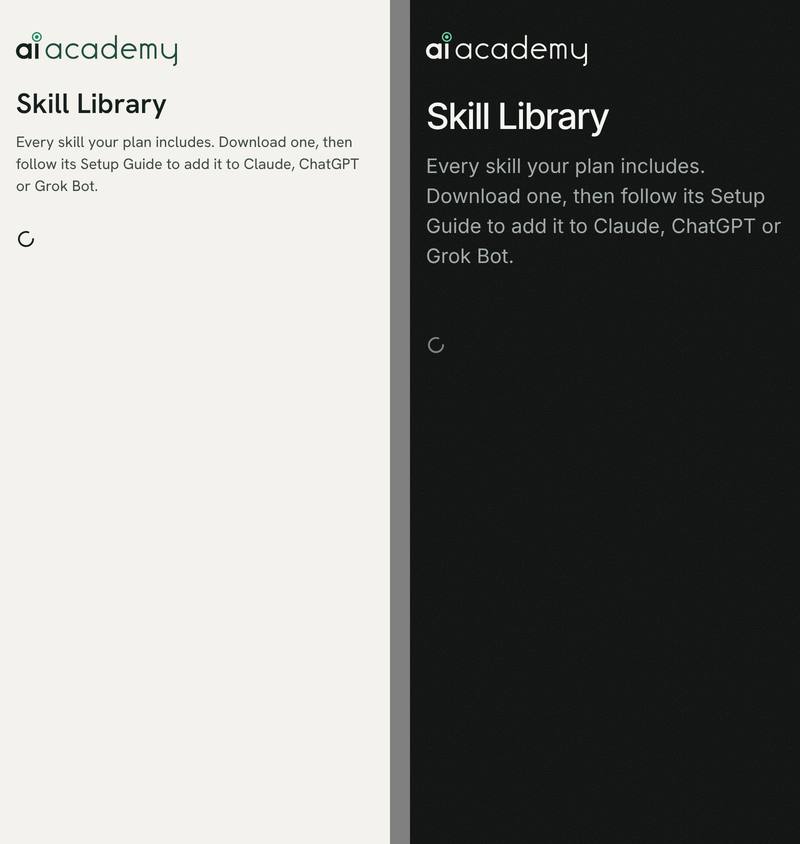 ai academy
Skill Library
Every skill your plan includes. Download one, then
follow its Setup Guide to add it to Claude, ChatGPT
or Grok Bot.
ai academy
Skill Library
Every skill your plan includes.
Download one, then follow its Setup
Guide to add it to Claude, ChatGPT or
Grok Bot.